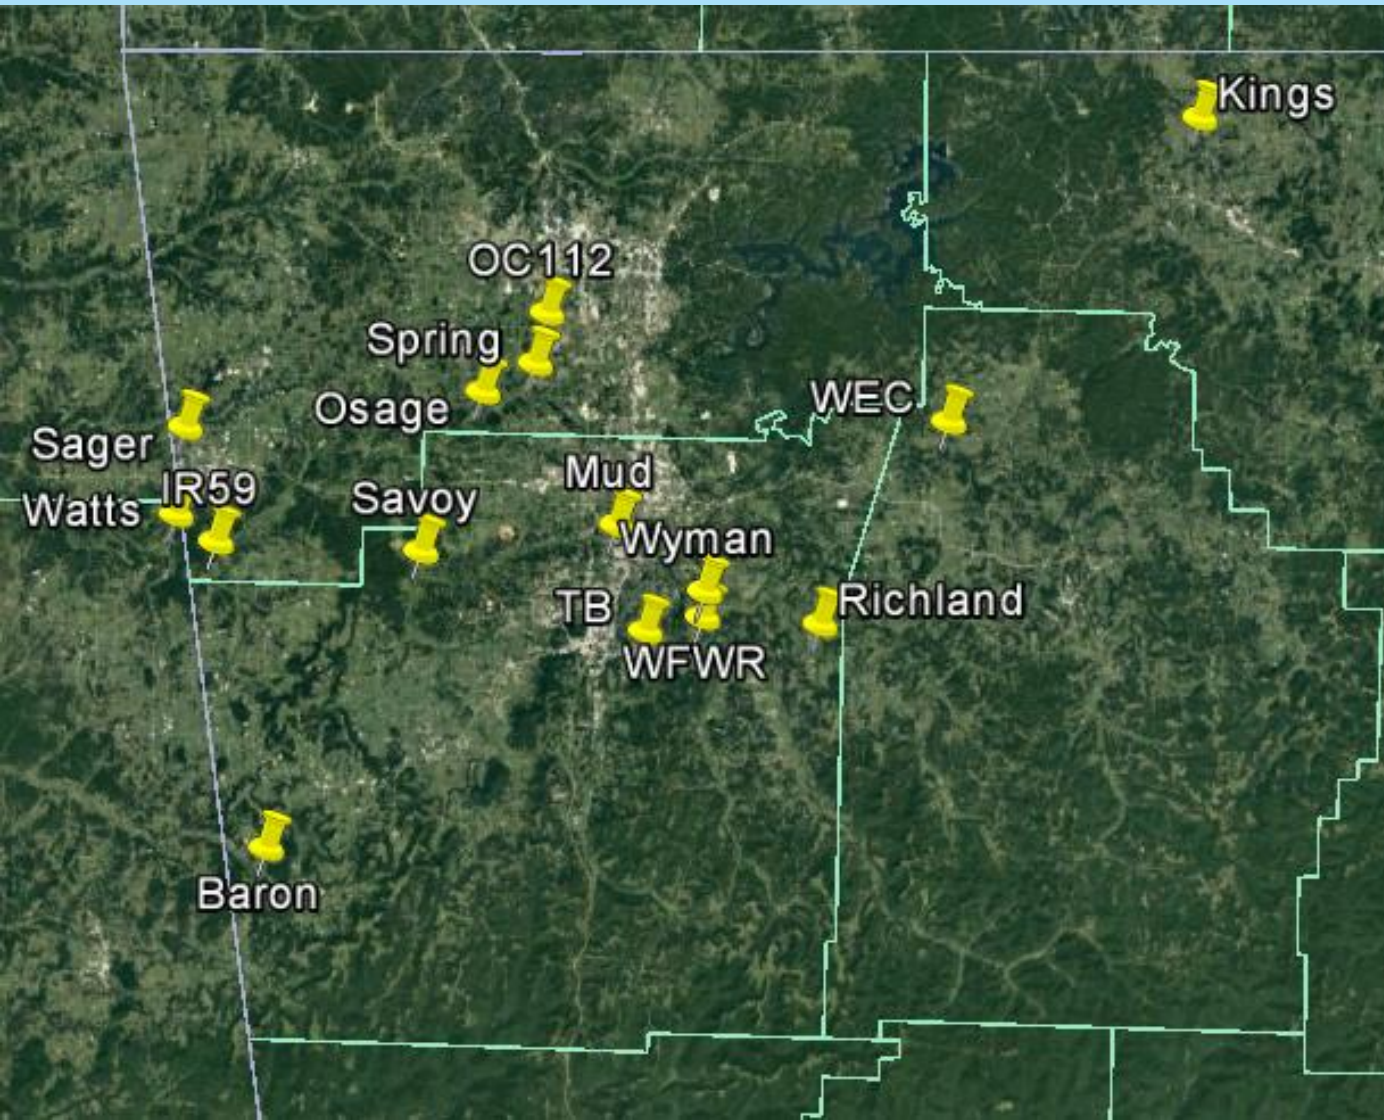 Kings
OC112
Spring
Osage
WEC
Sager
Mud
IR59
Savoy
Watts
Wyman
TB
Richland
WFWR
Baron